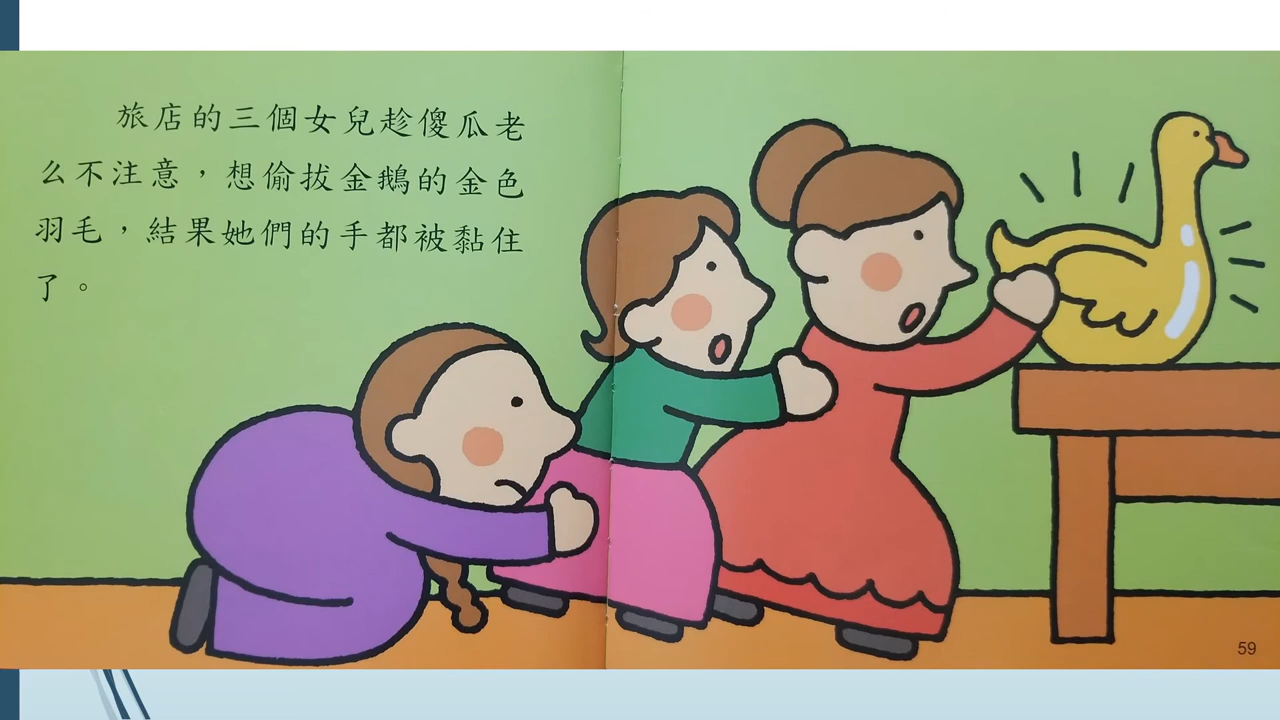 旅店的三個女兒趁傻瓜老
么不注意，想偷拔金鵝的金色
羽毛，結果她們的手都被黏住
了。
59